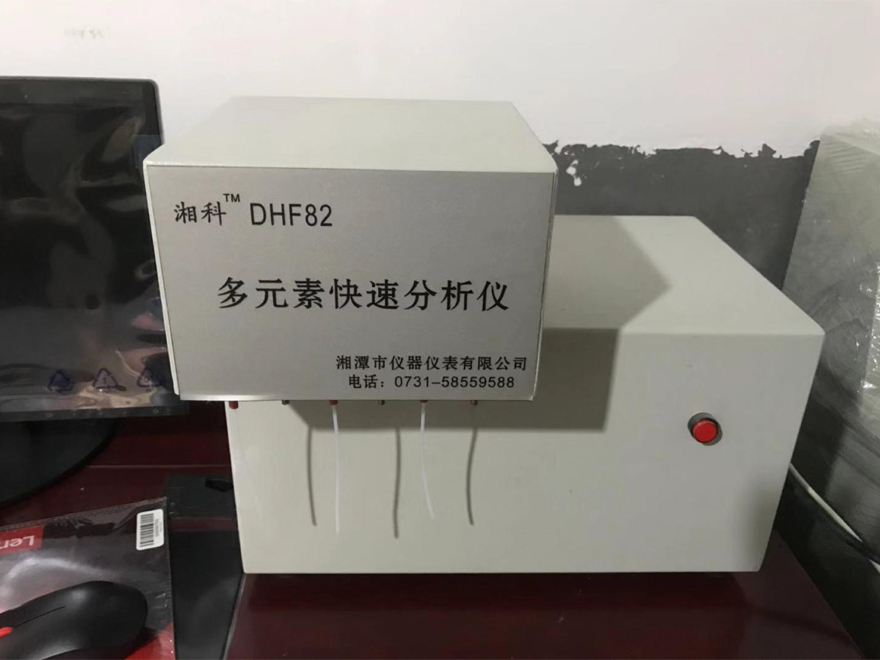 湘科™ DHF82
多元素快速分析仪
湘潭市仪器仪表有限公司
电话：0731-58559588
Len